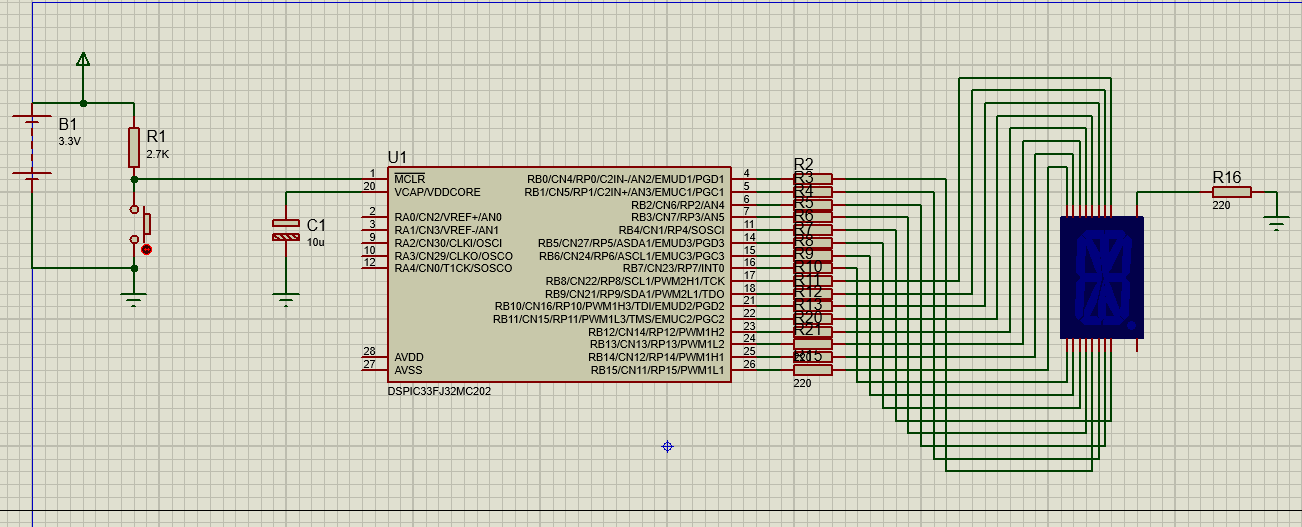 B1
3.3V
R1
2.7K
C1
10u
U1
1
MCLR
20
VCAP/VDDCORE
2
RA0/CN2/VREF+/AN0
3
RA1/CN3/VREF-/AN1
9
RA2/CN30/CLKI/OSCI
10
RA3/CN29/CLKO/OSCO
12
RA4/CN0/T1CK/SOSCO
28
AVDD
27
AVSS
RB0/CN4/RP0/C2IN-/AN2/EMUD1/PGD1
4
RB1/CN5/RP1/C2IN+/AN3/EMUC1/PGC1
5
RB2/CN6/RP2/AN4
6
RB3/CN7/RP3/AN5
7
RB4/CN1/RP4/SOSCI
11
RB5/CN27/RP5/ASDA1/EMUD3/PGD3
14
RB6/CN24/RP6/ASCL1/EMUC3/PGC3
15
RB7/CN23/RP7/INT0
16
RB8/CN22/RP8/SCL1/PWM2H1/TCK
17
RB9/CN21/RP9/SDA1/PWM2L1/TDO
18
RB10/CN16/RP10/PWM1H3/TDI/EMUD2/PGD2
21
RB11/CN15/RP11/PWM1L3/TMS/EMUC2/PGC2
22
RB12/CN14/RP12/PWM1H2
23
RB13/CN13/RP13/PWM1L2
24
RB14/CN12/RP14/PWM1H1
25
RB15/CN11/RP15/PWM1L1
26
DSPIC33FJ32MC202
R2
R3
R4
R5
R6
R7
R8
R9
R10
R11
R12
R13
R20
R21
R15
220
R16
220